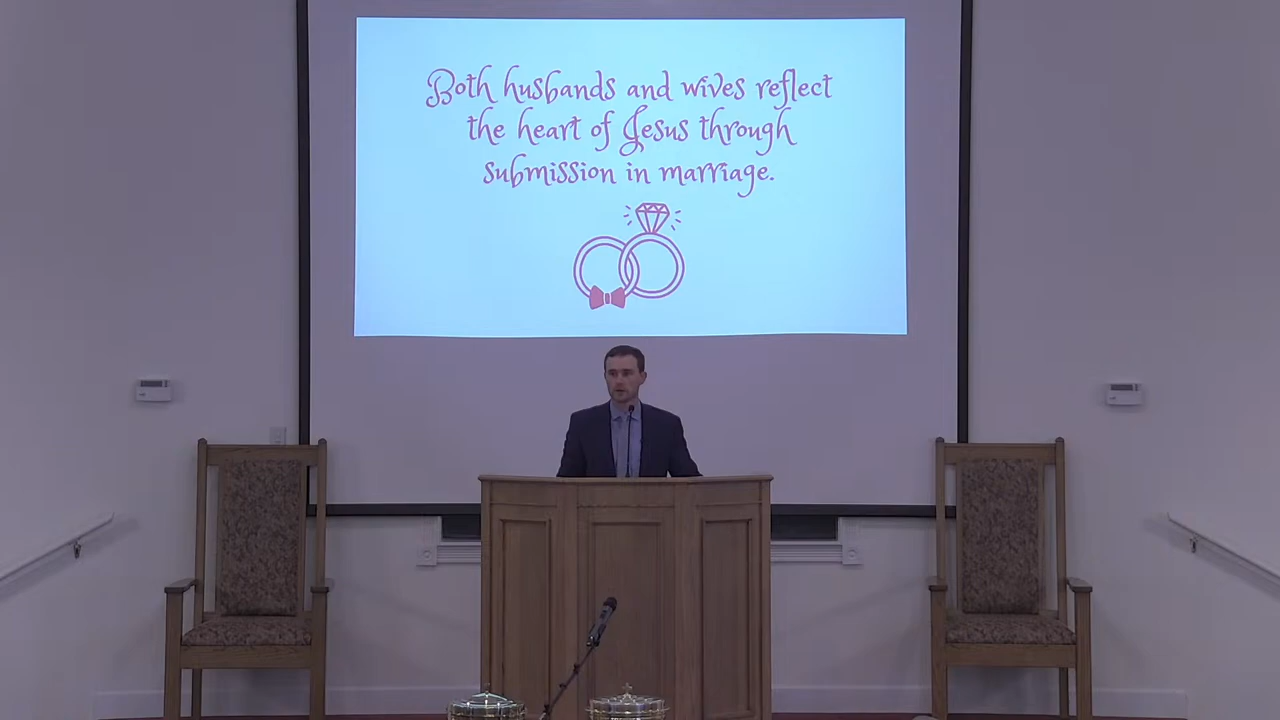 Both husbands and wives reflect
the heart of Jesus through
submission in marriage.